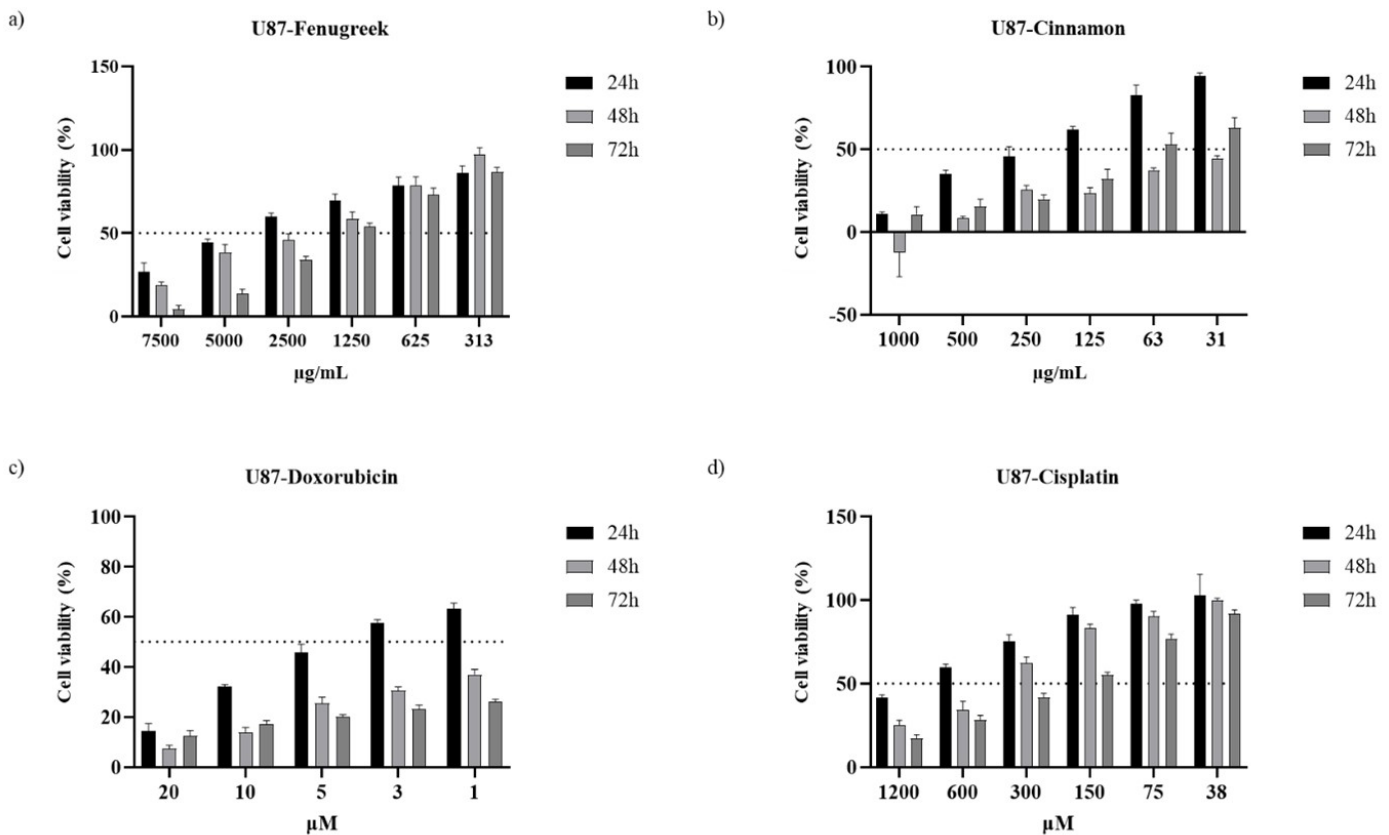 a)
U87-Fenugreek
150
100
50
0
Cell viability (%)
7500 5000 2500 1250 625 313
µg/mL
24h
48h
72h
b)
U87-Cinnamon
100
50
0
-50
Cell viability (%)
1000 500 250 125 63 31
µg/mL
24h
48h
72h
c)
U87-Doxorubicin
100
80
60
40
20
0
Cell viability (%)
20 10 5 3 1
µM
24h
48h
72h
d)
U87-Cisplatin
150
100
50
0
Cell viability (%)
1200 600 300 150 75 38
µM
24h
48h
72h